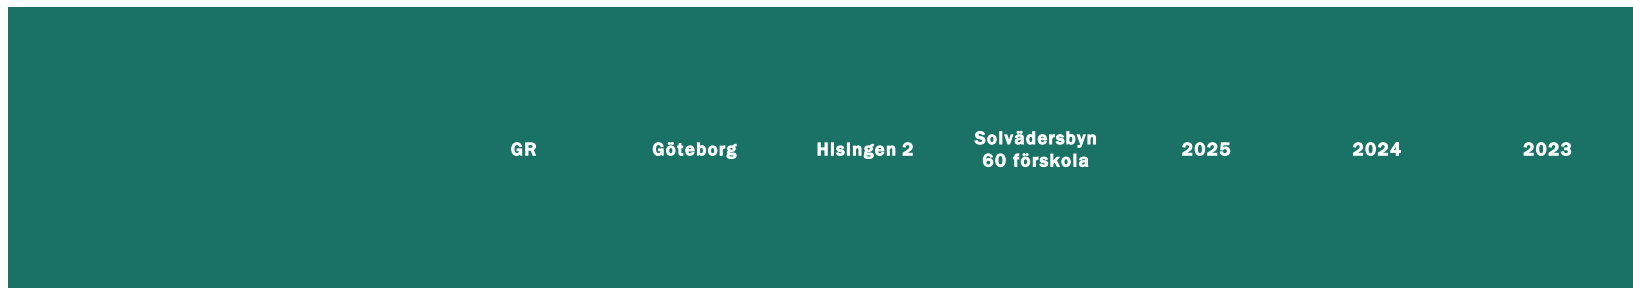 GR
Göteborg
Hisingen 2
Solvädersbyn
60 förskola
2025
2024
2023